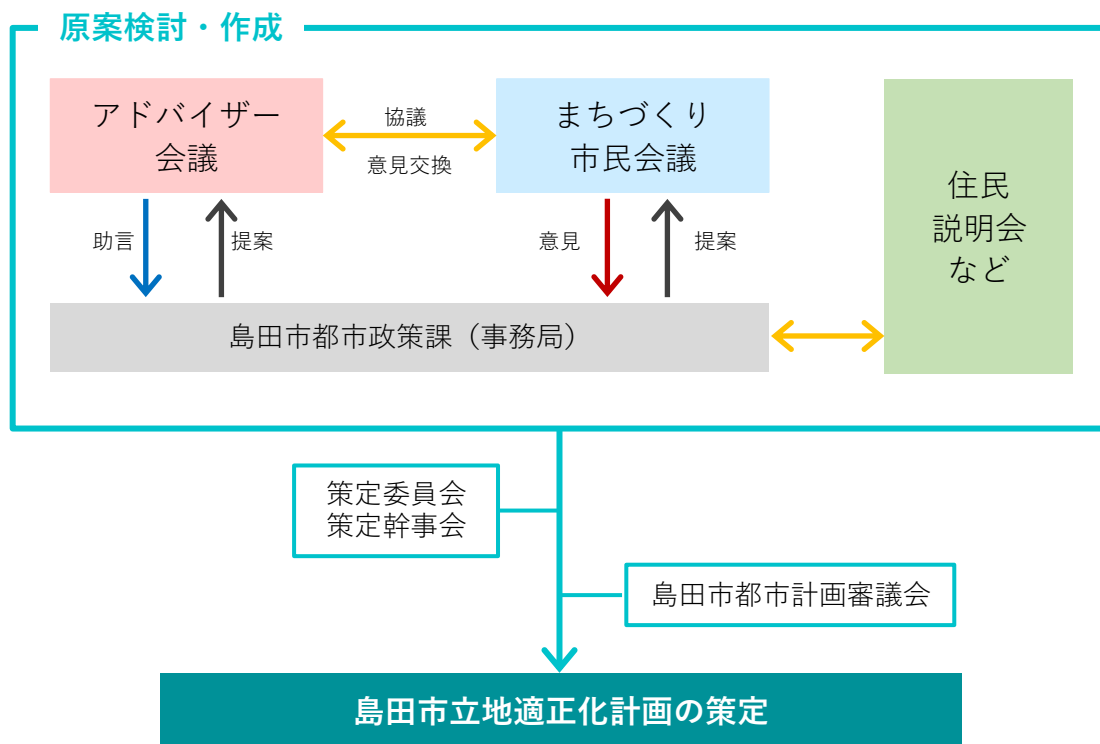 原案検討・作成
アドバイザー
会議
協議
意見交換
まちづくり
市民会議
住民
説明会
など
助言
提案
意見
提案
島田市都市政策課（事務局）
策定委員会
策定幹事会
島田市都市計画審議会
島田市立地適正化計画の策定